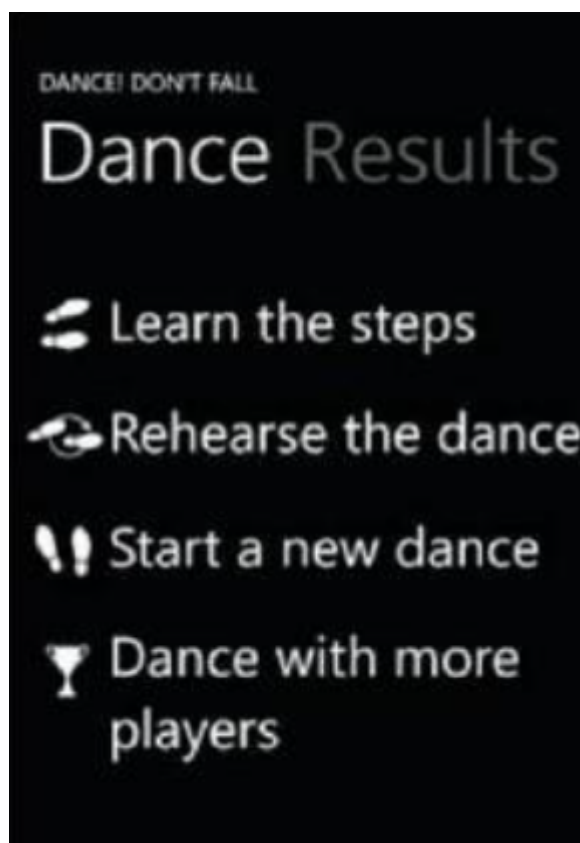 DANCE! DON'T FALL
Dance Results
Learn the steps
Rehearse the dance
Start a new dance
Dance with more
players